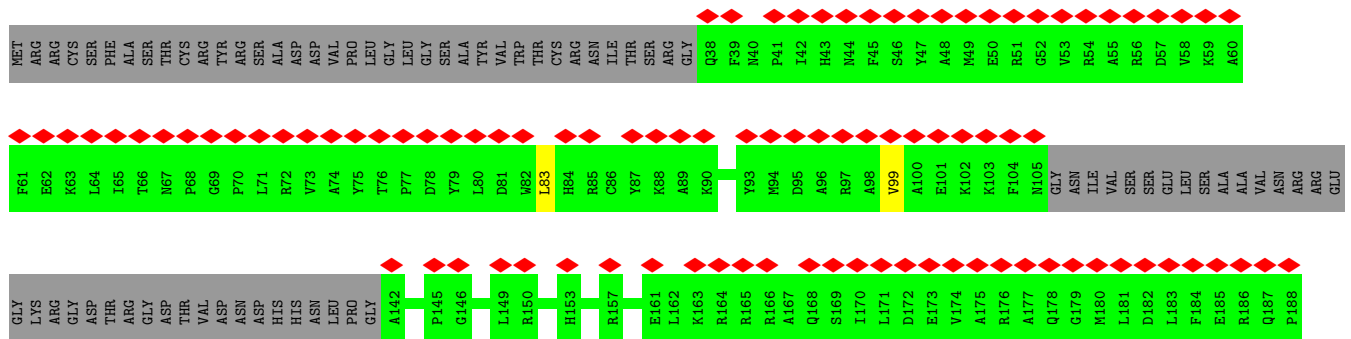 MET ARG ARG CYS SER PHE ALA SER THR CYS ARG TYR ARG SER ALA ASP ASP VAL PRO LEU GLY LEU GLY SER ALA TYR VAL TRP THR CYS ARG ASN ILE THR SER ARG GLY Q38 F39 N40 P41 I42 H43 N44 F45 S46 Y47 A48 M49 E50 R51 G52 V53 R54 A55 R56 D57 V58 K59 A60
F61 E62 K63 L64 I65 T66 N67 P68 G69 P70 L71 R72 V73 A74 Y75 T76 P77 D78 Y79 L80 D81 W82 L83 H84 R85 C86 Y87 K88 A89 K90 Y93 M94 D95 A96 R97 A98 V99 A100 E101 K102 K103 F104 N105 GLY ASN ILE VAL SER SER GLU LEU SER ALA ALA VAL ASN ARG ARG GLU
GLY LYS ARG GLY ASP THR ARG GLY ASP THR VAL ASP ASN ASP HIS HIS ASN LEU PRO GLY A142 P145 G146 L149 R150 H153 R157 E161 L162 K163 R164 R165 R166 A167 Q168 S169 I170 L171 D172 E173 V174 A175 R176 A177 Q178 G179 M180 L181 D182 L183 F184 E185 R186 Q187 P188